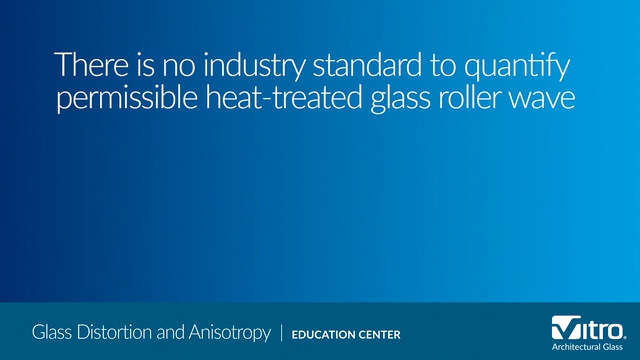 There is no industry standard to quantify
permissible heat-treated glass roller wave
Glass Distortion and Anisotropy | EDUCATION CENTER
Vitro
Architectural Glass